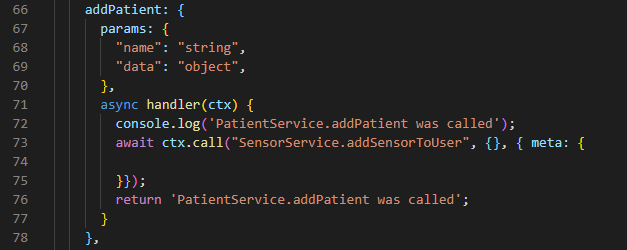 66 addPatient: {
67 params: {
68 "name": "string",
69 "data": "object",
70 },
71 async handler(ctx) {
72 console.log('PatientService.addPatient was called');
73 await ctx.call("SensorService.addSensorToUser", {}, { meta: {
74
75 }});
76 return 'PatientService.addPatient was called';
77 }
78 },